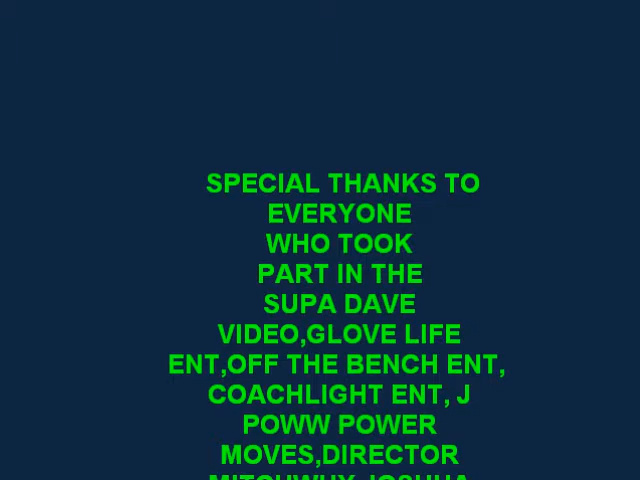 SPECIAL THANKS TO
EVERYONE
WHO TOOK
PART IN THE
SUPA DAVE
VIDEO,GLOVE LIFE
ENT,OFF THE BENCH ENT,
COACHLIGHT ENT, J
POWW POWER
MOVES,DIRECTOR